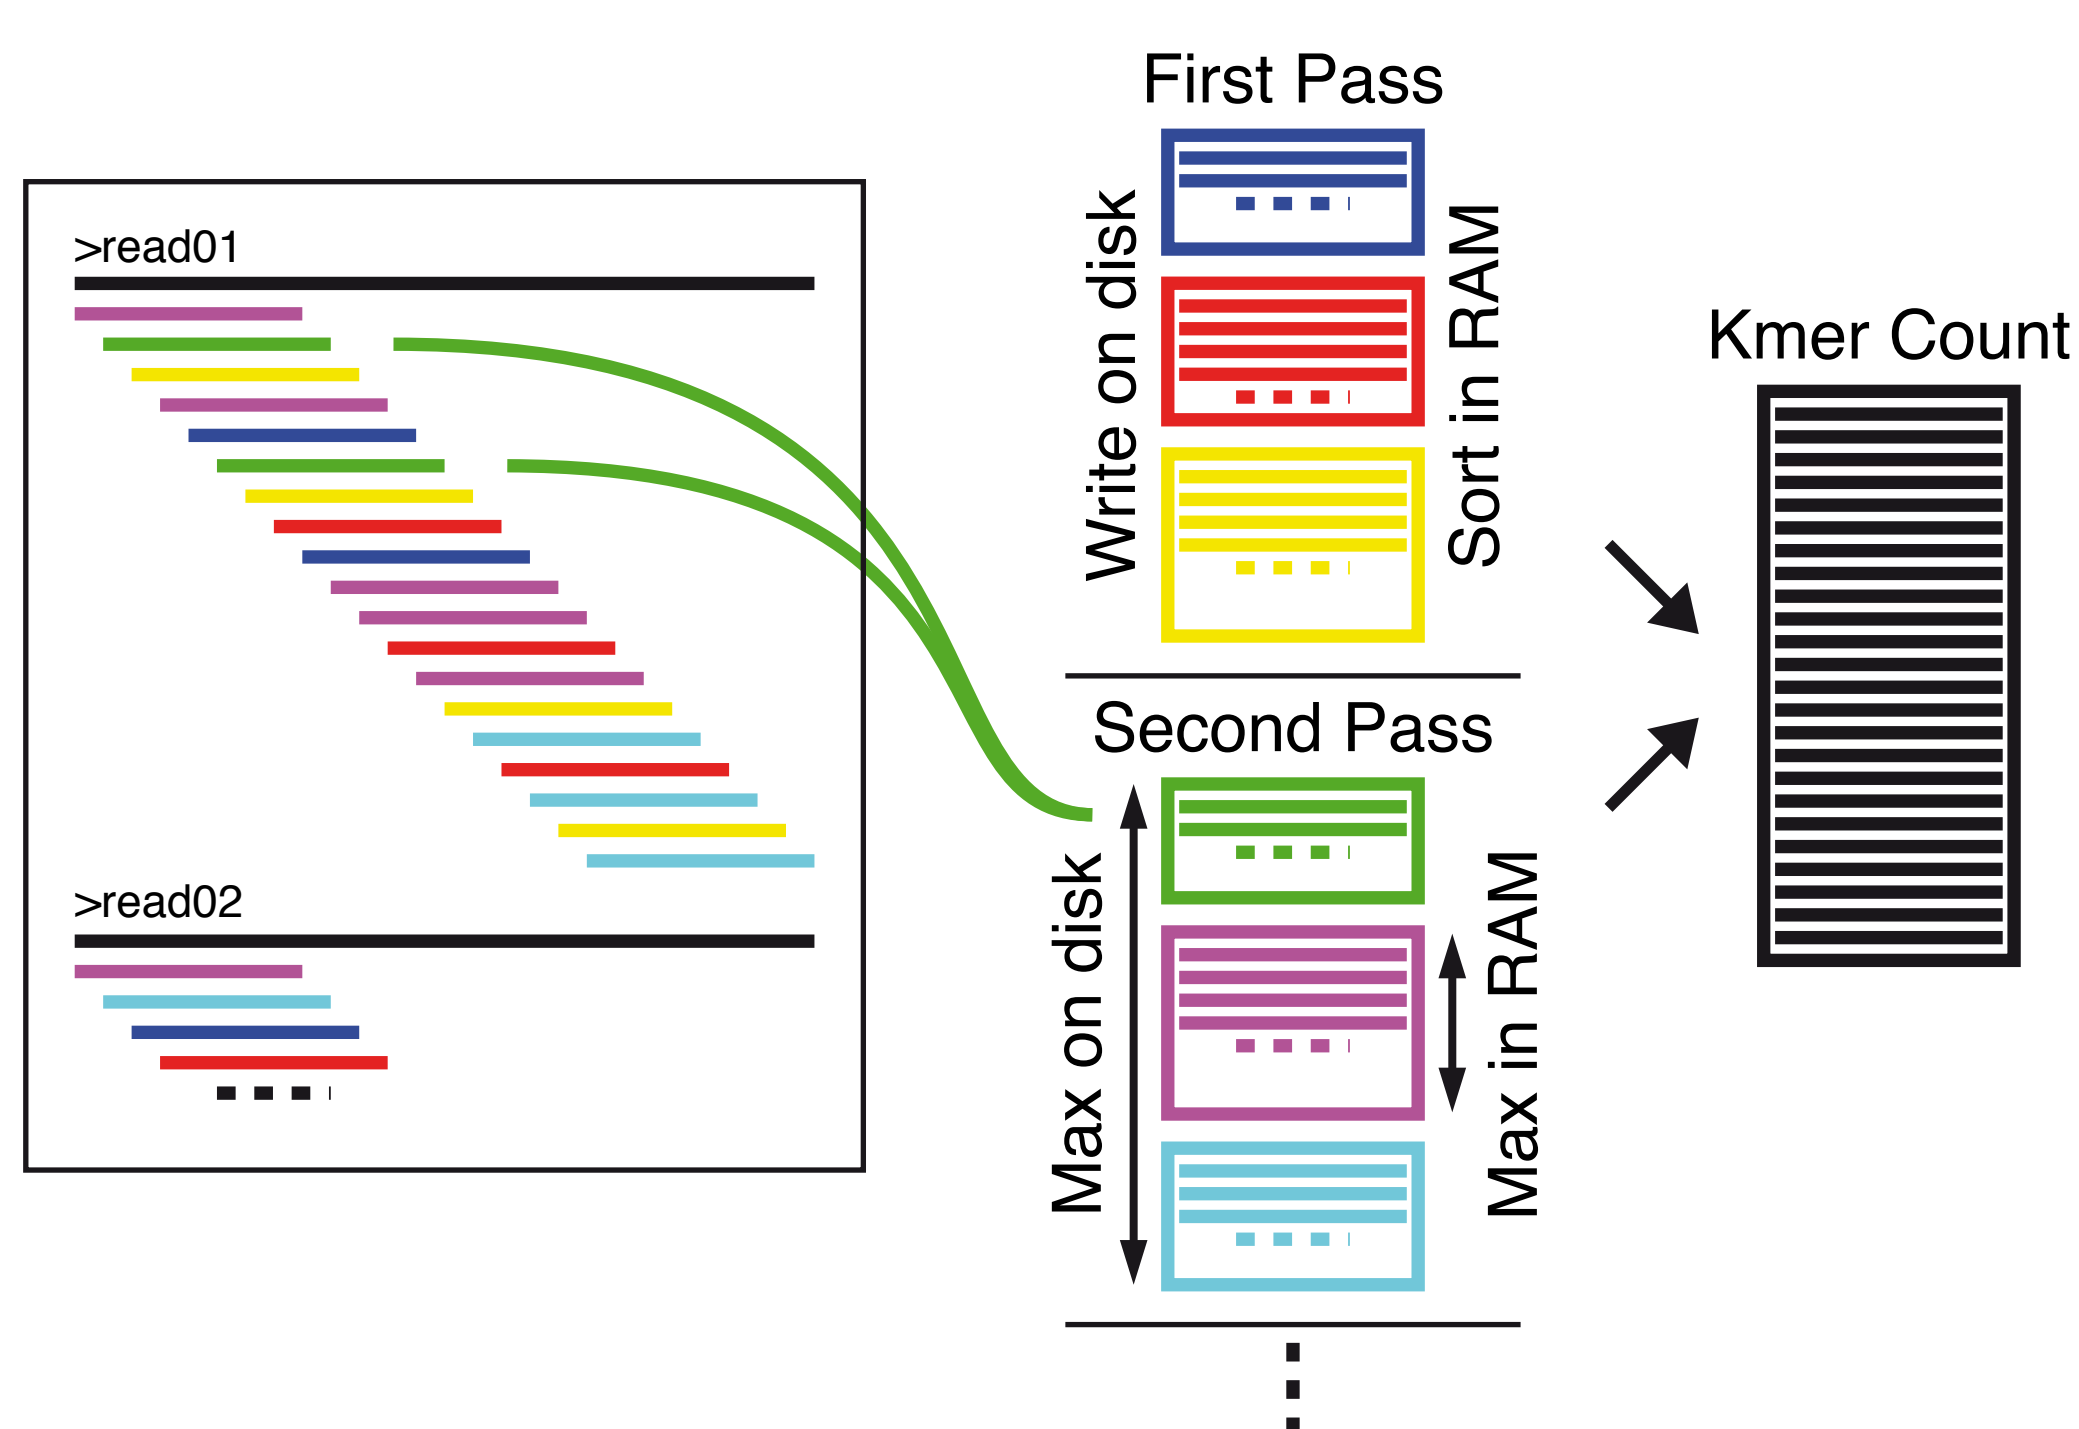 >read01
>read02
First Pass
Write on disk
Sort in RAM
Second Pass
Max on disk
Max in RAM
Kmer Count